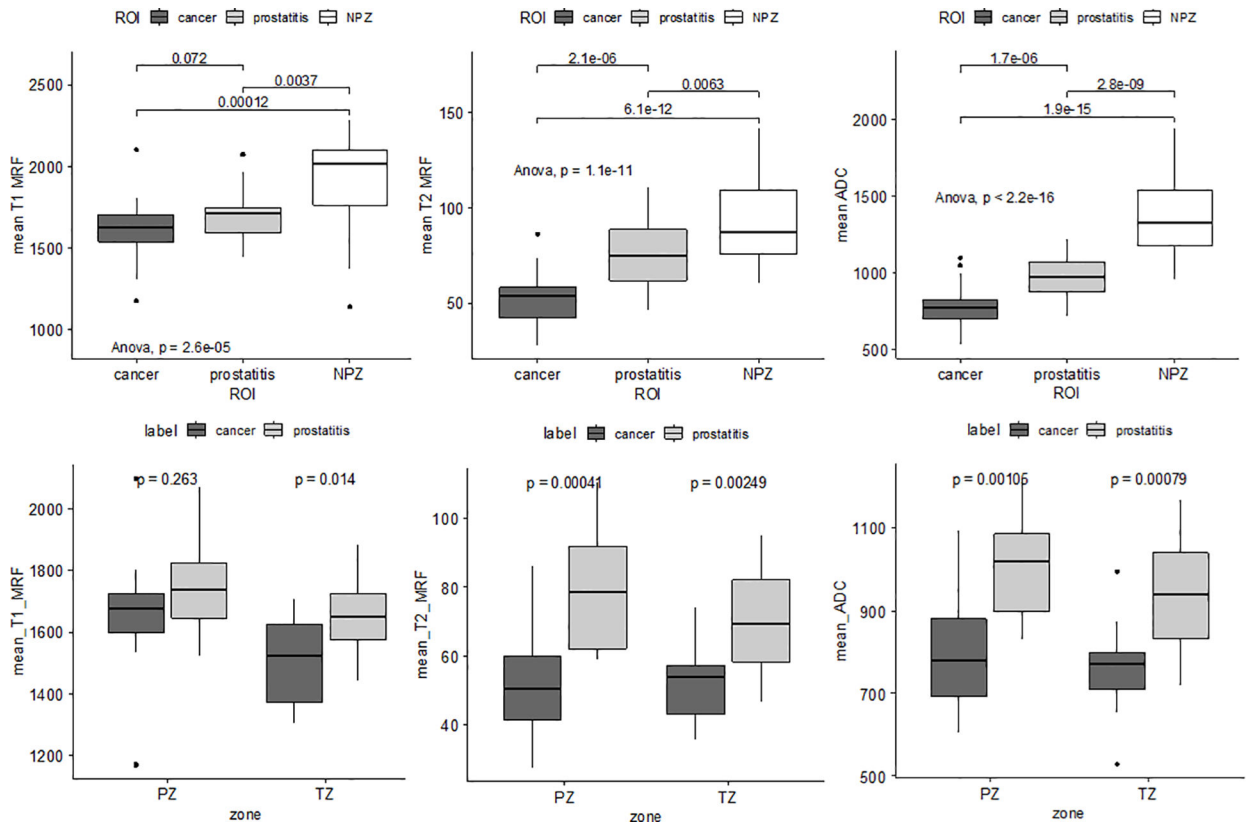 ROI cancer prostatitis NPZ
mean T1 MRF
2500
2000
1500
1000
0.072
0.0037
0.00012
Anova, p = 2.6e-05
cancer prostatitis NPZ
ROI
ROI cancer prostatitis NPZ
mean T2 MRF
150
100
50
2.1e-06
0.0063
6.1e-12
Anova, p = 1.1e-11
cancer prostatitis NPZ
ROI
ROI cancer prostatitis NPZ
mean ADC
2000
1500
1000
500
1.7e-06
2.8e-09
1.9e-15
Anova, p < 2.2e-16
cancer prostatitis NPZ
ROI
label cancer prostatitis
mean_T1_MRF
2000
1800
1600
1400
1200
p = 0.263 p = 0.014
PZ TZ
zone
label cancer prostatitis
mean_T2_MRF
100
80
60
40
p = 0.00041 p = 0.00249
PZ TZ
zone
label cancer prostatitis
mean_ADC
1100
900
700
500
p = 0.00105 p = 0.00079
PZ TZ
zone